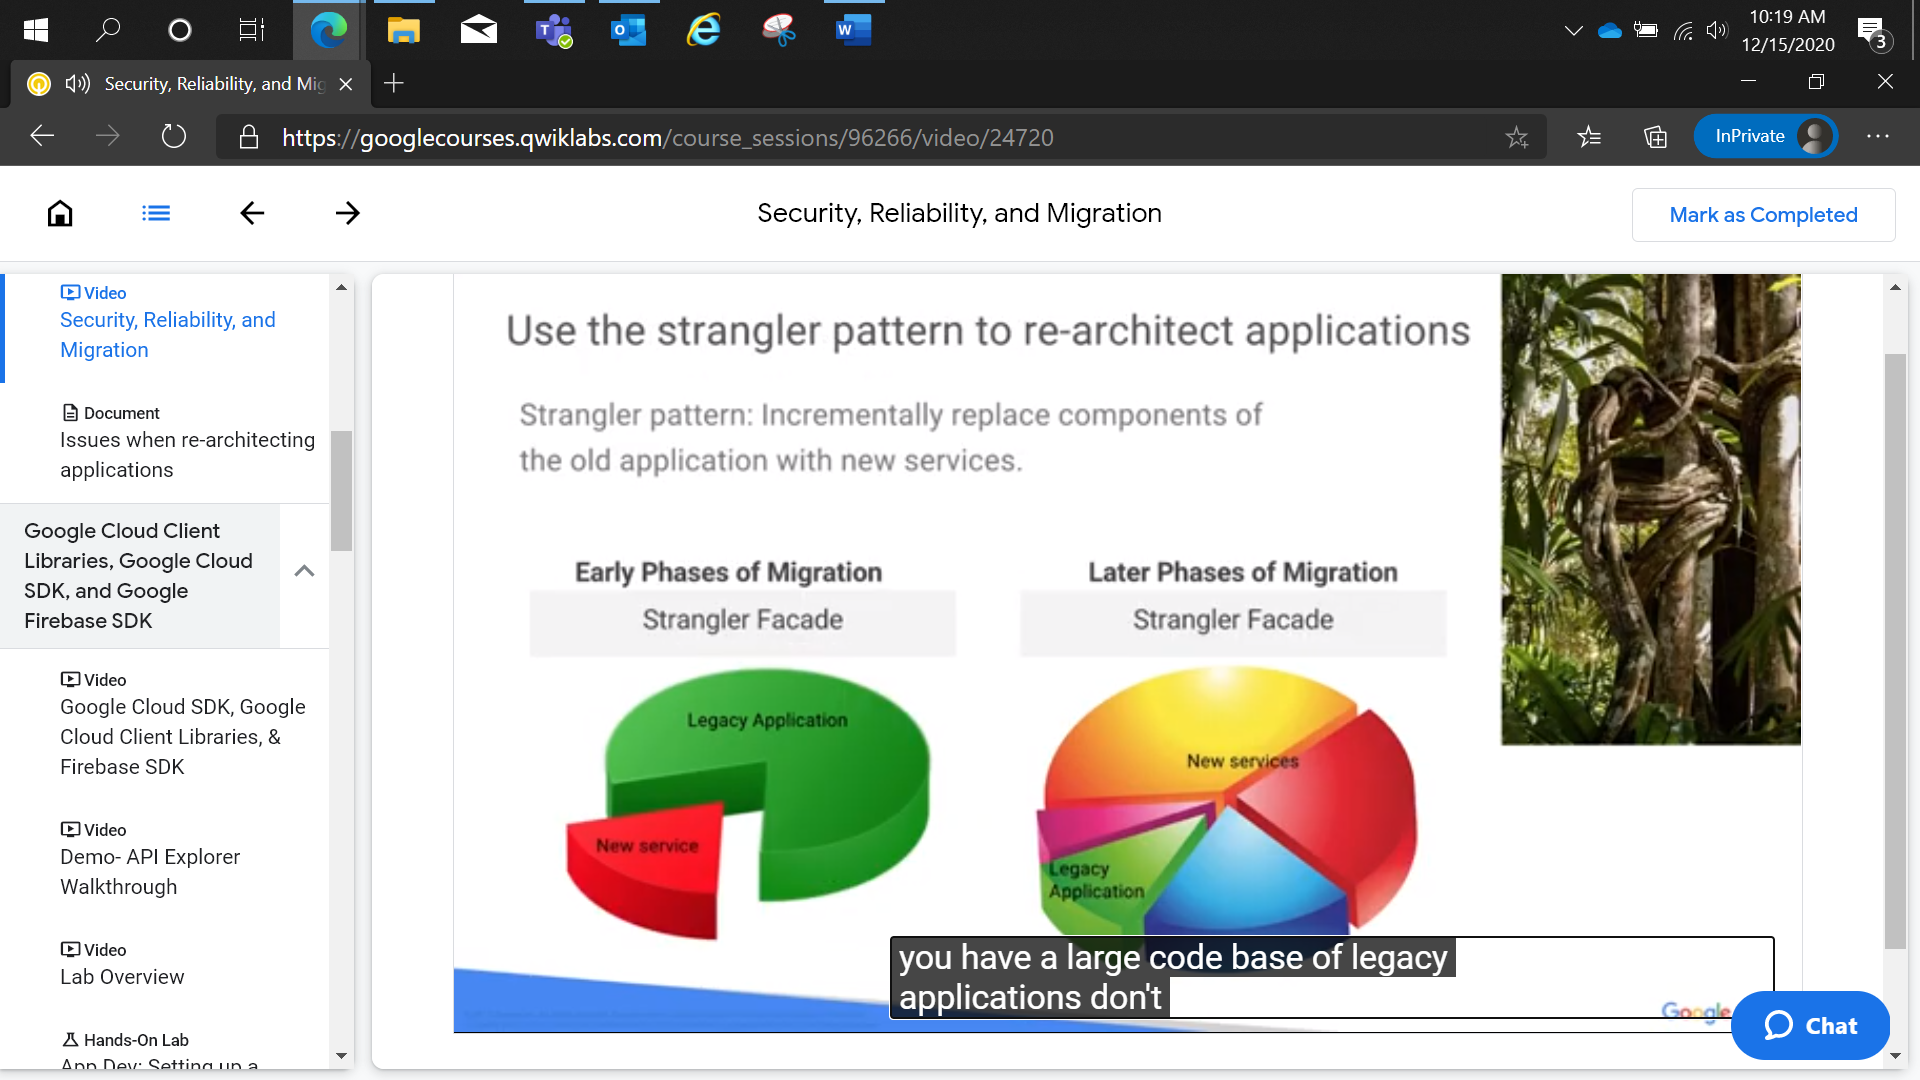 10:19 AM
12/15/2020
3
Security, Reliability, and Mig
https://googlecourses.qwiklabs.com/course_sessions/96266/video/24720
InPrivate
Security, Reliability, and Migration
Mark as Completed
Video
Security, Reliability, and
Migration
Document
Issues when re-architecting
applications
Google Cloud Client
Libraries, Google Cloud
SDK, and Google
Firebase SDK
Video
Google Cloud SDK, Google
Cloud Client Libraries, &
Firebase SDK
Video
Demo- API Explorer
Walkthrough
Video
Lab Overview
Hands-On Lab
App Dev: Setting up a
Use the strangler pattern to re-architect applications
Strangler pattern: Incrementally replace components of
the old application with new services.
Early Phases of Migration
Strangler Facade
Legacy Application
New service
Later Phases of Migration
Strangler Facade
New services
Legacy
Application
you have a large code base of legacy
applications don't
Google
Chat